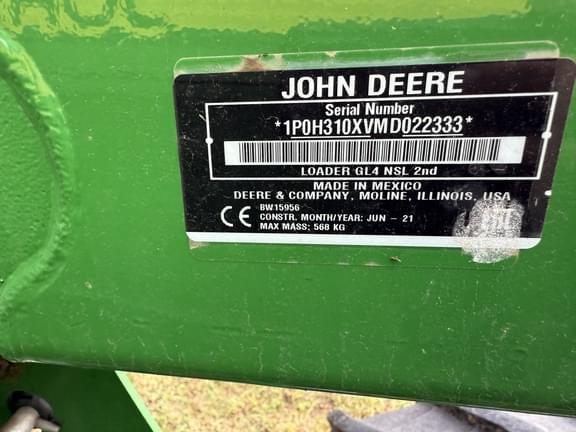 JOHN DEERE
Serial Number
*1P0H310XVMD022333*
LOADER GL4 NSL 2nd
MADE IN MEXICO
DEERE & COMPANY, MOLINE, ILLINOIS, USA
BW15956
CE CONSTR. MONTH/YEAR: JUN - 21
MAX MASS: 568 KG